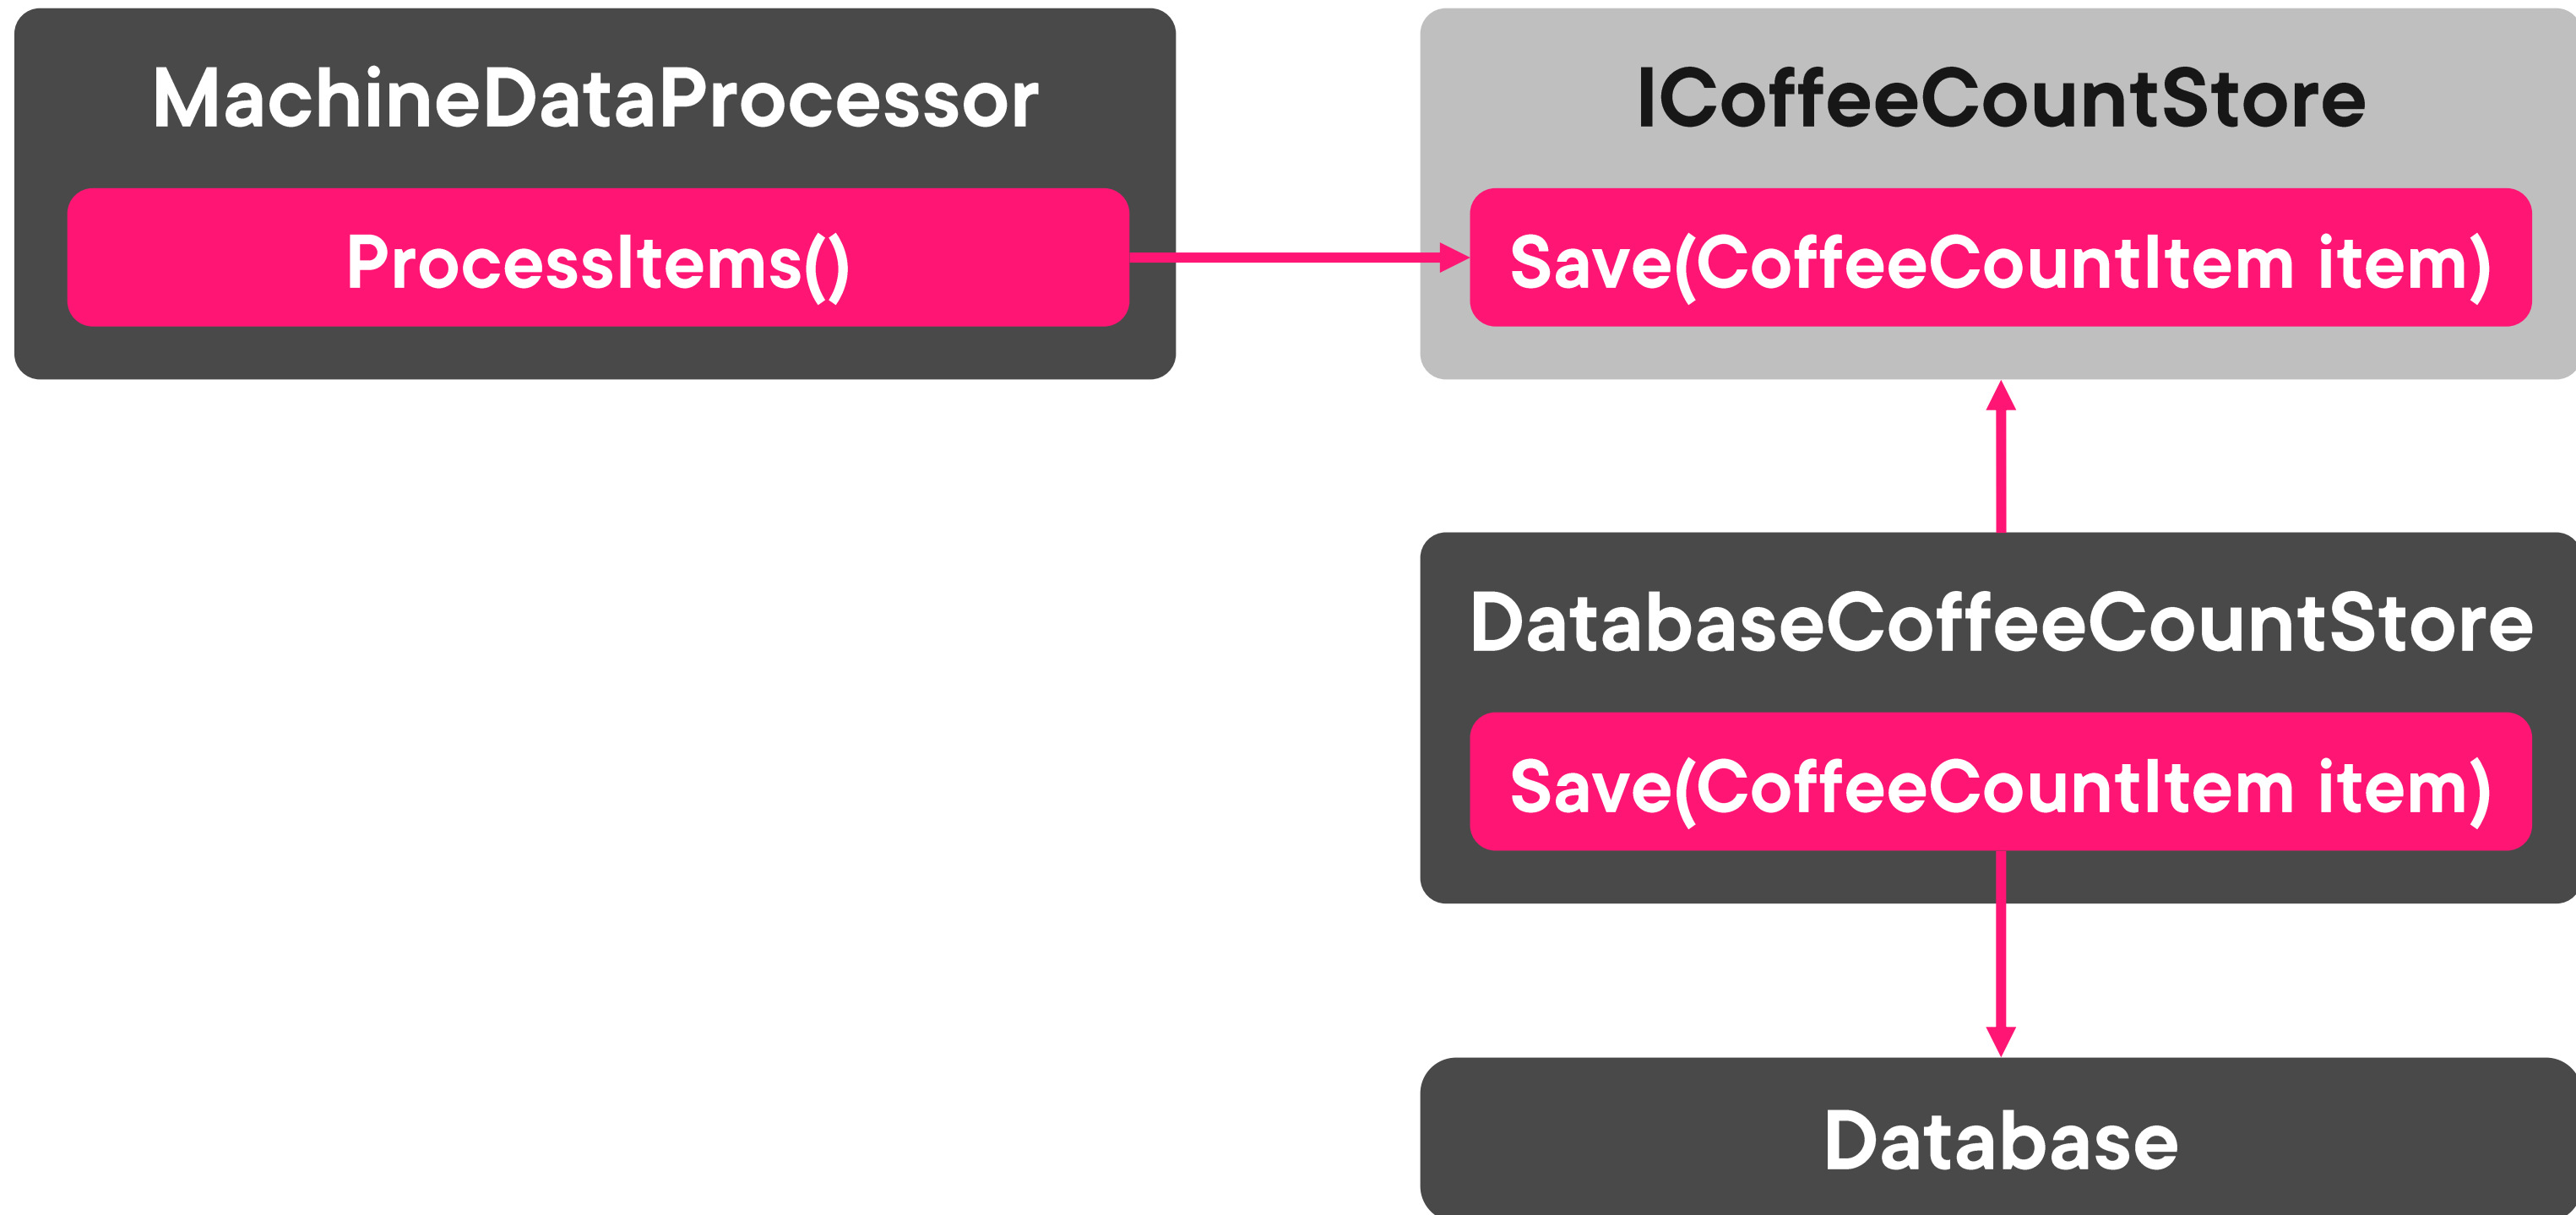 MachineDataProcessor
ProcessItems()
ICoffeeCountStore
Save(CoffeeCountItem item)
DatabaseCoffeeCountStore
Save(CoffeeCountItem item)
Database